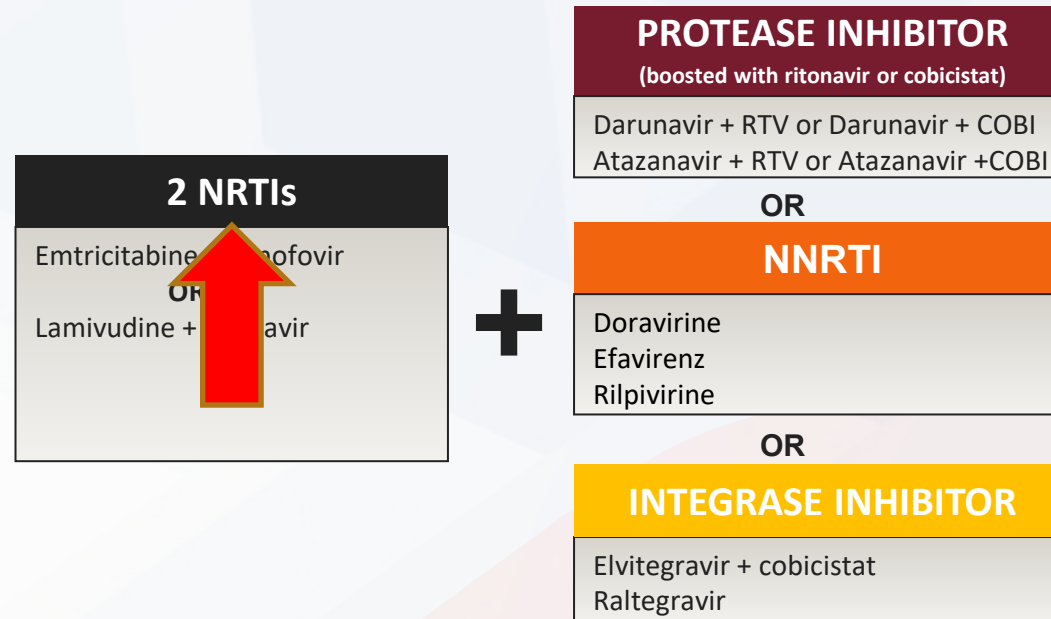 2 NRTIs
Emtricitabine ofovir
OR
Lamivudine + avir
+
PROTEASE INHIBITOR
(boosted with ritonavir or cobicistat)
Darunavir + RTV or Darunavir + COBI
Atazanavir + RTV or Atazanavir +COBI
OR
NNRTI
Doravirine
Efavirenz
Rilpivirine
OR
INTEGRASE INHIBITOR
Elvitegravir + cobicistat
Raltegravir